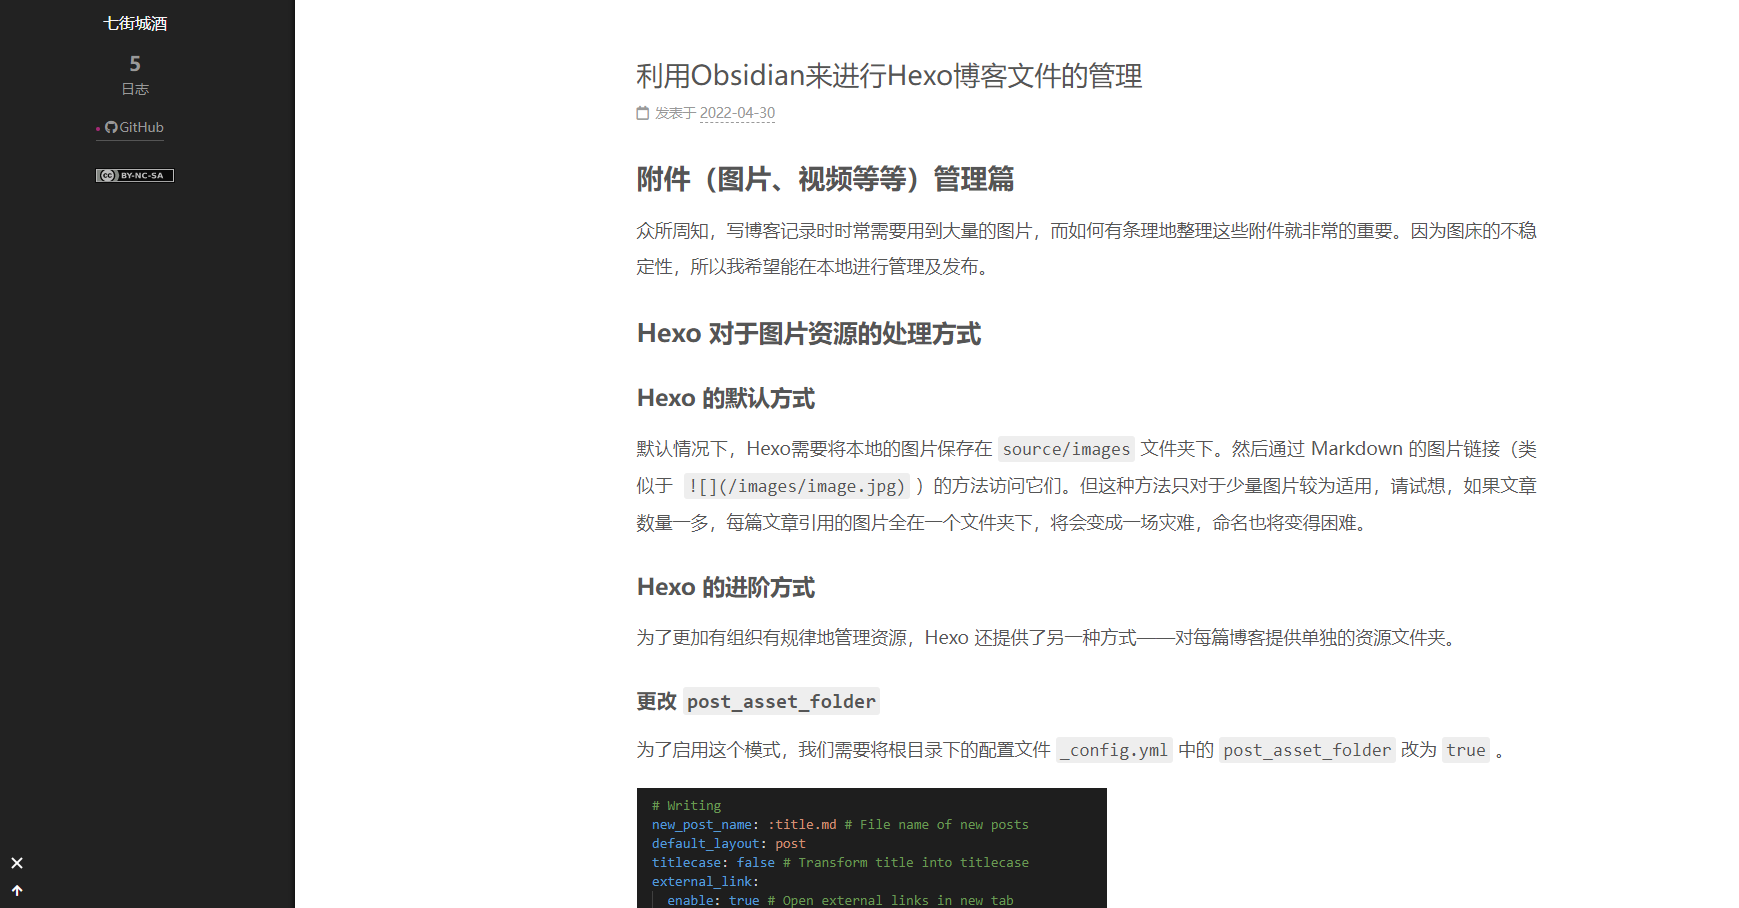 七街城酒
5
日志
GitHub
cc BY-NC-SA
利用Obsidian来进行Hexo博客文件的管理
发表于 2022-04-30
附件（图片、视频等等）管理篇
众所周知，写博客记录时时常需要用到大量的图片，而如何有条理地整理这些附件就非常的重要。因为图床的不稳
定性，所以我希望能在本地进行管理及发布。
Hexo 对于图片资源的处理方式
Hexo 的默认方式
默认情况下，Hexo需要将本地的图片保存在 source/images 文件夹下。然后通过 Markdown 的图片链接（类
似于 ![](/images/image.jpg) ）的方法访问它们。但这种方法只对于少量图片较为适用，请试想，如果文章
数量一多，每篇文章引用的图片全在一个文件夹下，将会变成一场灾难，命名也将变得困难。
Hexo 的进阶方式
为了更加有组织有规律地管理资源，Hexo 还提供了另一种方式——对每篇博客提供单独的资源文件夹。
更改 post_asset_folder
为了启用这个模式，我们需要将根目录下的配置文件 _config.yml 中的 post_asset_folder 改为 true 。
# Writing
new_post_name: :title.md # File name of new posts
default_layout: post
titlecase: false # Transform title into titlecase
external_link:
enable: true # Open external links in new tab